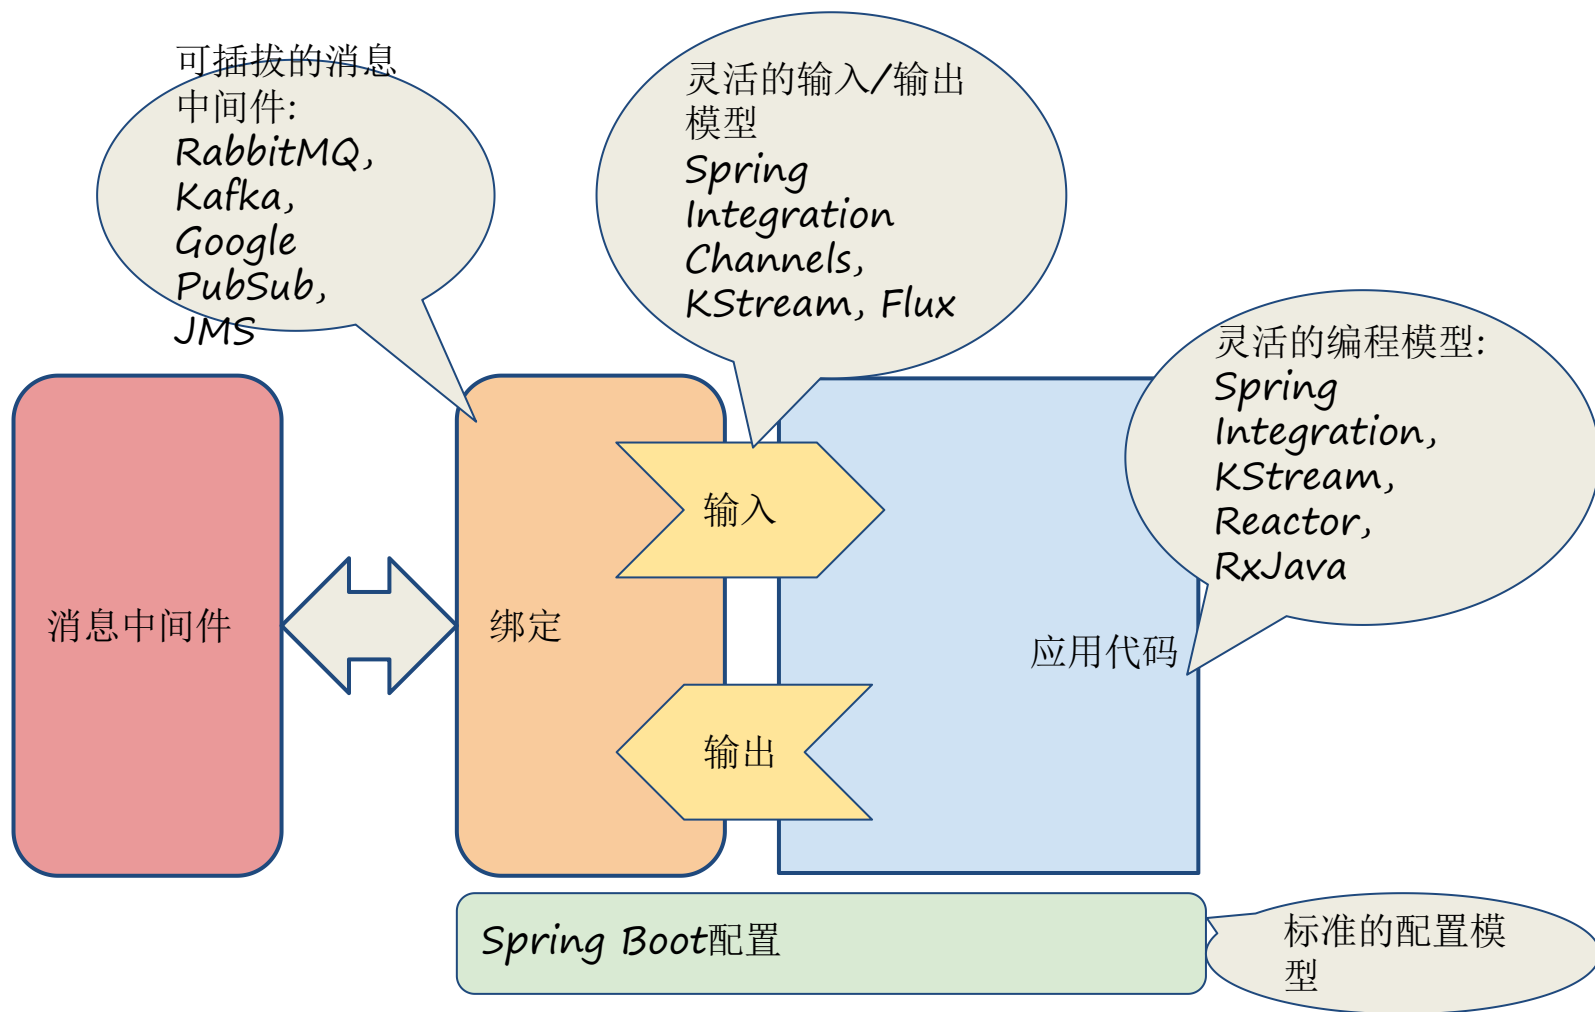 可插拔的消息
中间件:
RabbitMQ,
Kafka,
Google
PubSub,
JMS
灵活的输入/输出
模型
Spring
Integration
Channels,
KStream, Flux
灵活的编程模型:
Spring
Integration,
KStream,
Reactor,
RxJava
消息中间件
绑定
输入
输出
应用代码
Spring Boot配置
标准的配置模
型